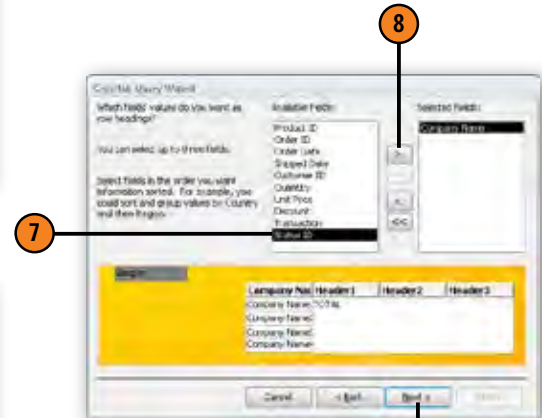 8
7
Crosstab Query Wizard
Which fields' values do you want as
row headings?
You can select up to three fields.
Select fields in the order you want
information sorted. For example, you
could sort and group values by Country
and then Region.
Available Fields:
Product ID
Order ID
Order Date
Shipped Date
Customer ID
Quantity
Unit Price
Discount
Transaction
Status ID
>
<
<<
Selected Fields:
Company Name
Sample:
Company Na Header1 Header2 Header3
Company Name TOTAL
Company Name
Company Name
Company Name
Cancel < Back Next >